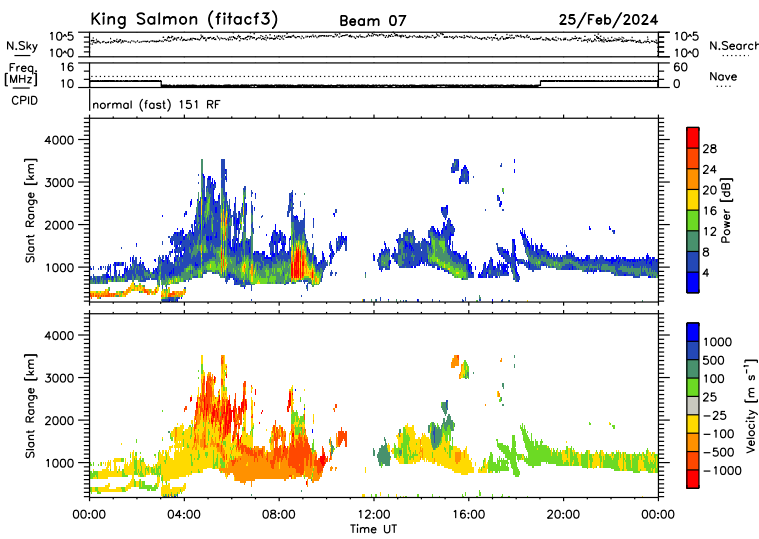 King Salmon (fitacf3) Beam 07 25/Feb/2024
N.Sky 10^5 10^5 N.Search
10^0 10^0
Freq 16 60 Nave
[MHz] 10 0
CPID normal (fast) 151 RF
Slant Range [km]
4000
3000
2000
1000
28
24
20
16
12
8
4
Power [dB]
Slant Range [km]
4000
3000
2000
1000
1000
500
100
25
-25
-100
-500
-1000
Velocity [m s⁻¹]
00:00 04:00 08:00 12:00 16:00 20:00 00:00
Time UT